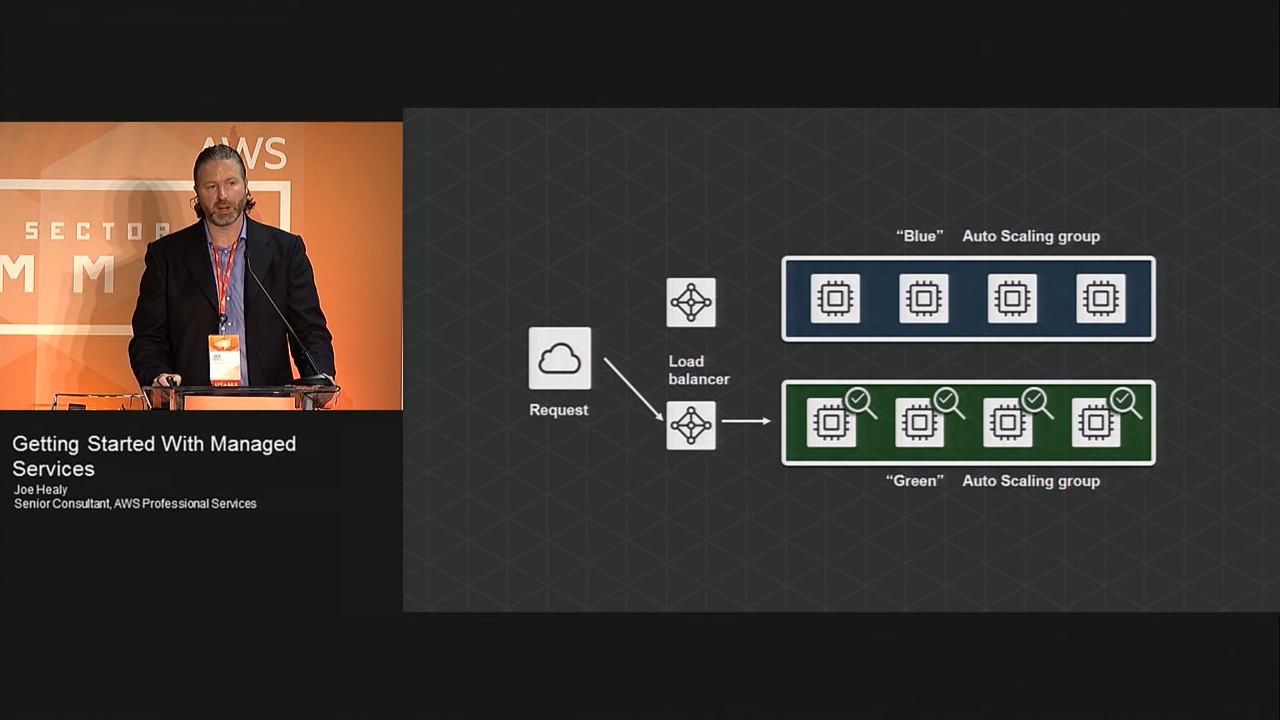 AWS
SECTOR
MM
Getting Started With Managed
Services
Joe Healy
Senior Consultant, AWS Professional Services
“Blue” Auto Scaling group
Load
balancer
Request
“Green” Auto Scaling group